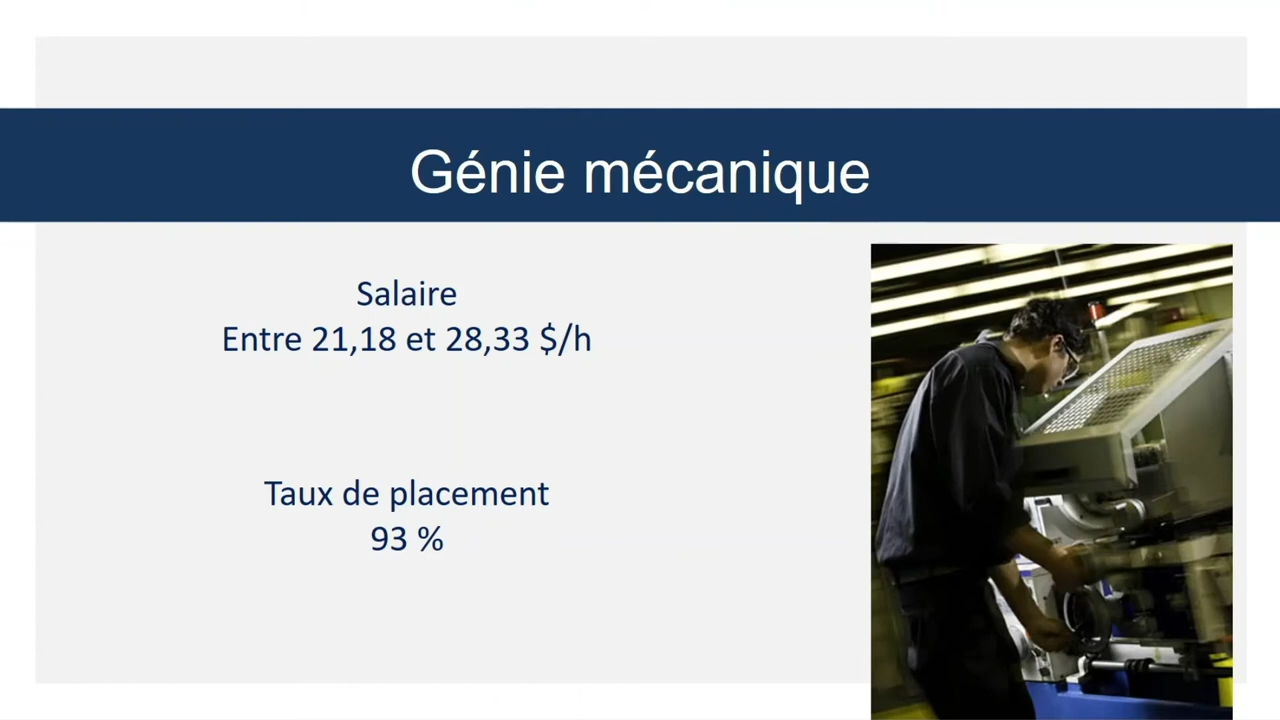 Génie mécanique
Salaire
Entre 21,18 et 28,33 $/h
Taux de placement
93 %